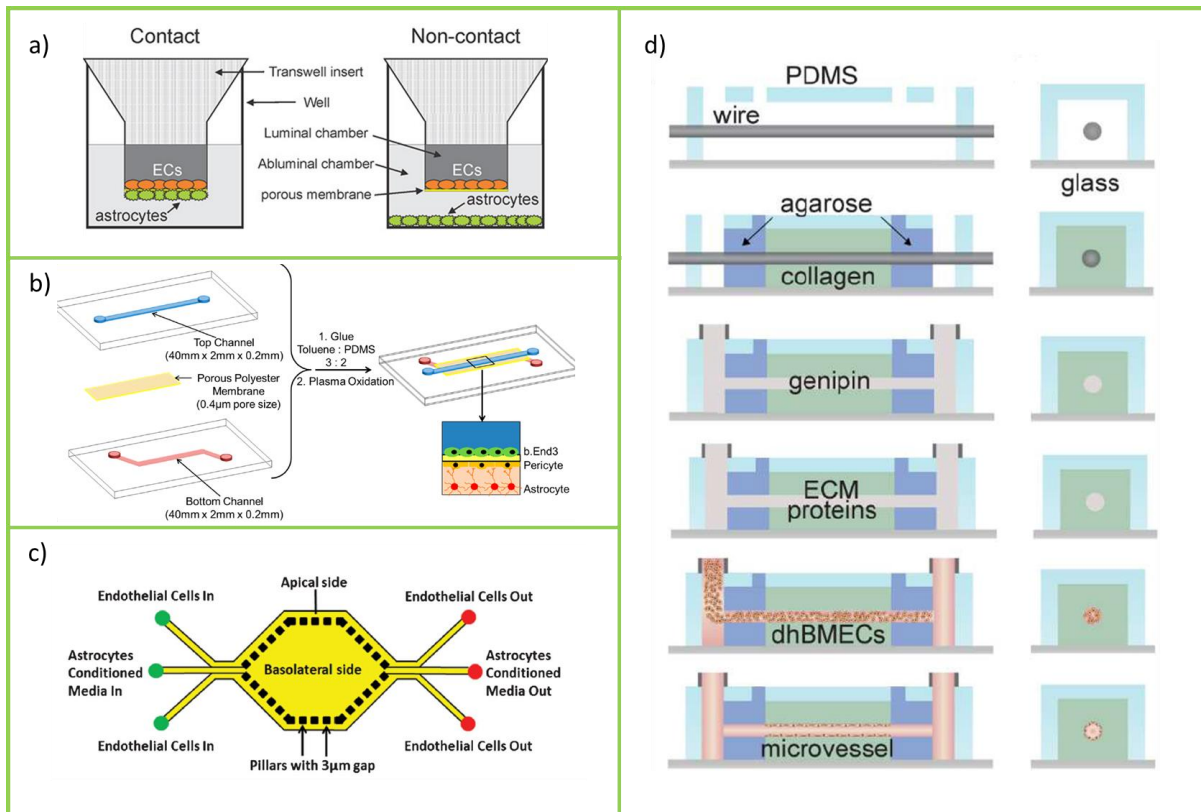 a)
Contact
Non-contact
Transwell insert
Well
Luminal chamber
Abluminal chamber
porous membrane
ECs
ECs
astrocytes
astrocytes
b)
Top Channel
(40mm x 2mm x 0.2mm)
Porous Polyester
Membrane
(0.4µm pore size)
Bottom Channel
(40mm x 2mm x 0.2mm)
1. Glue
Toluene : PDMS
3 : 2
2. Plasma Oxidation
b.End3
Pericyte
Astrocyte
c)
Endothelial Cells In
Apical side
Endothelial Cells Out
Astrocytes
Conditioned
Media In
Basolateral side
Astrocytes
Conditioned
Media Out
Endothelial Cells In
Endothelial Cells Out
Pillars with 3µm gap
d)
PDMS
wire
glass
agarose
collagen
genipin
ECM
proteins
dhBMECs
microvessel